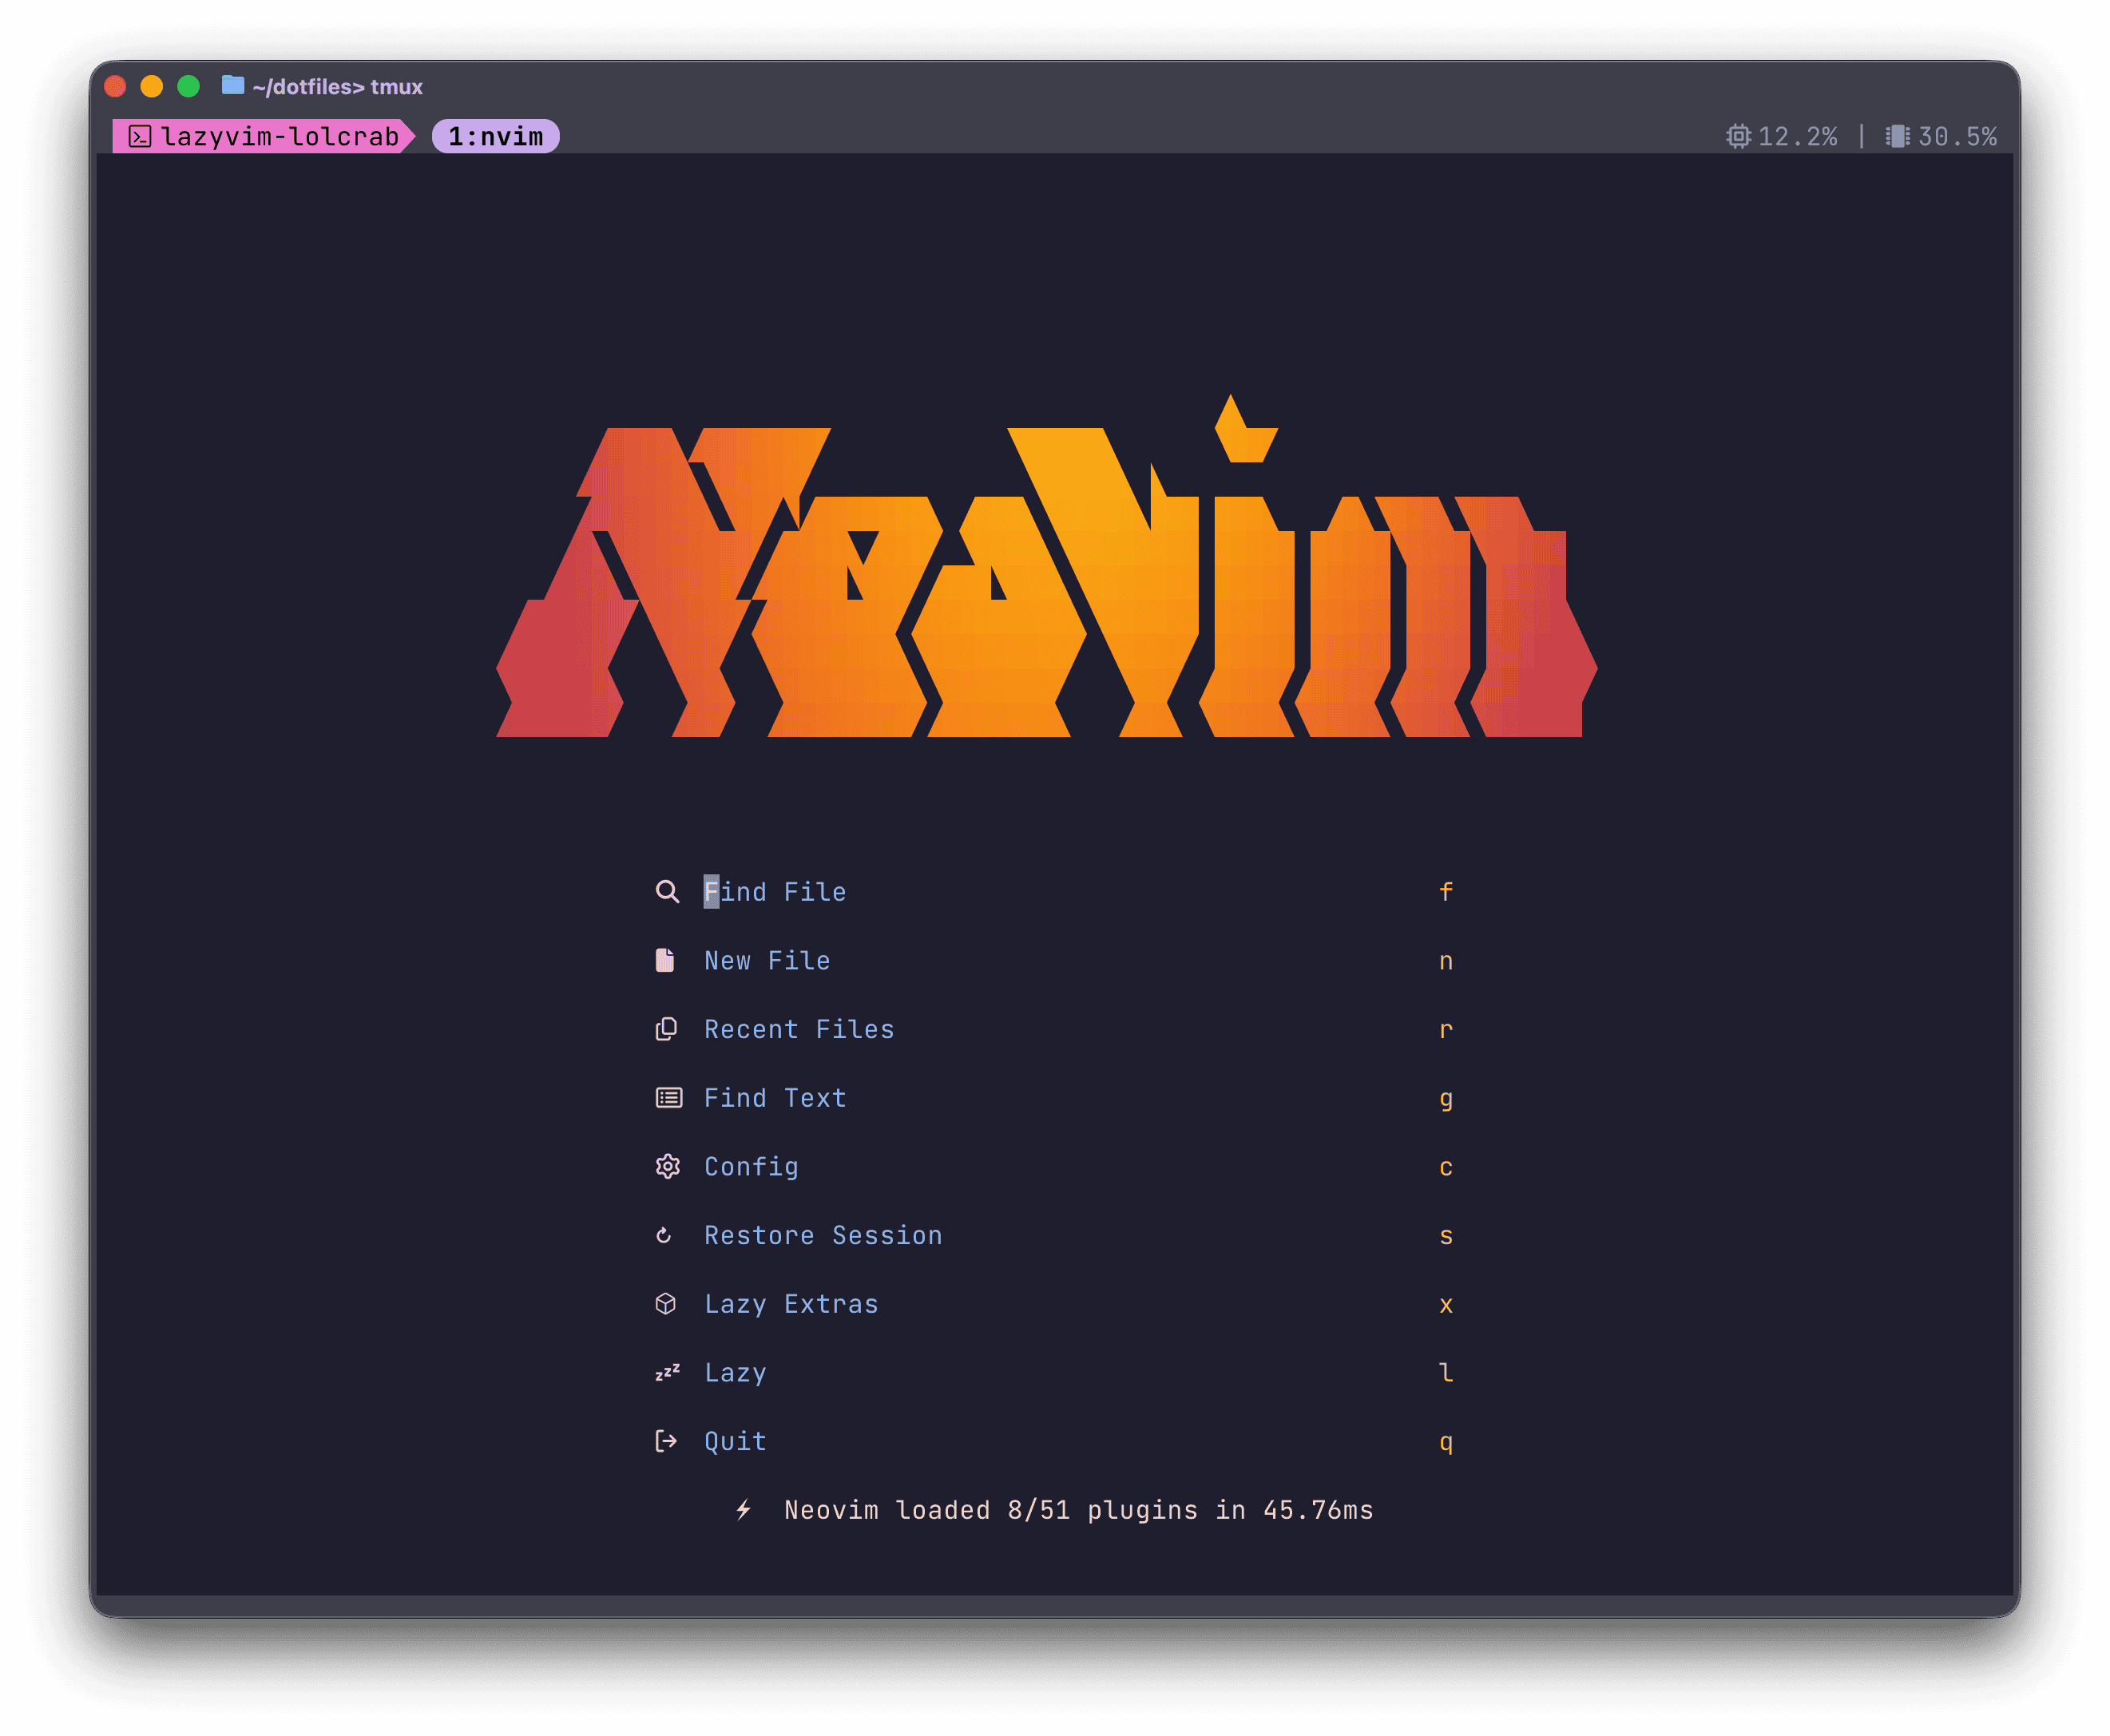 ~/dotfiles> tmux
lazyvim-lolcrab 1:nvim 12.2% | 30.5%
NeoVim
Find File f
New File n
Recent Files r
Find Text g
Config c
Restore Session s
Lazy Extras x
zzz Lazy l
Quit q
Neovim loaded 8/51 plugins in 45.76ms